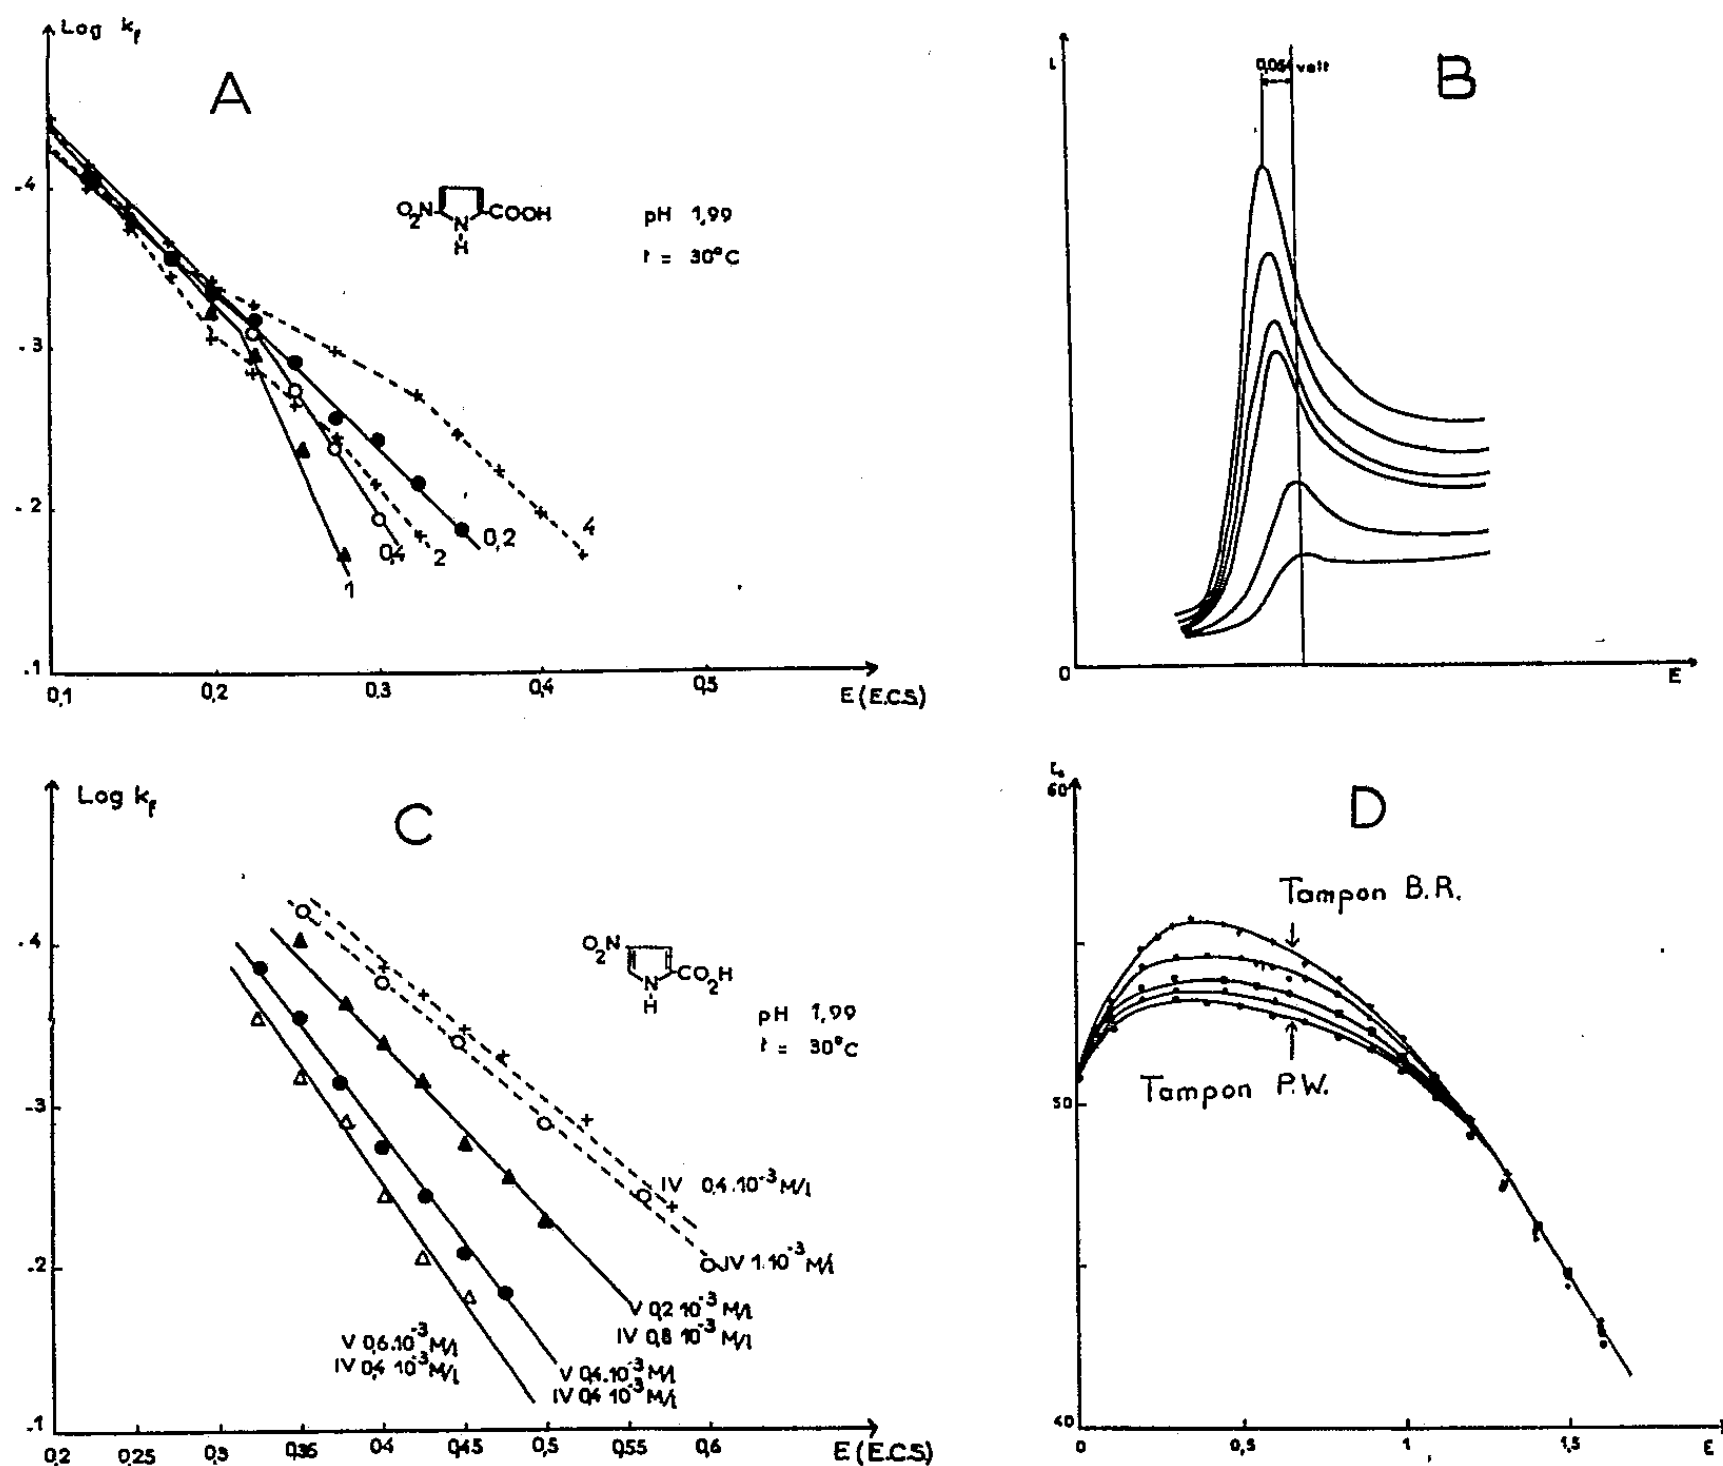 Log kf
A
-4
-3
-2
.1
O2N
N
H
COOH
pH 1,99
t = 30°C
0,4
2
0,2
4
1
0,1
0,2
0,3
0,4
0,5
E (E.C.S)
B
0,054 volt
0
E
Log kf
C
.4
-3
.2
-1
O2N
N
H
CO2H
pH 1,99
t = 30°C
IV 0,4.10-3 M/l
IV 1.10-3 M/l
V 0,2 10-3 M/l
IV 0,8 10-3 M/l
V 0,6.10-3 M/l
IV 0,4 10-3 M/l
V 0,4.10-3 M/l
IV 0,4 10-3 M/l
0,2
0,25
0,3
0,35
0,4
0,45
0,5
0,55
0,6
E (E.C.S)
D
60
50
40
Tampon B.R.
Tampon P.W.
0
0,5
1
1,5
E